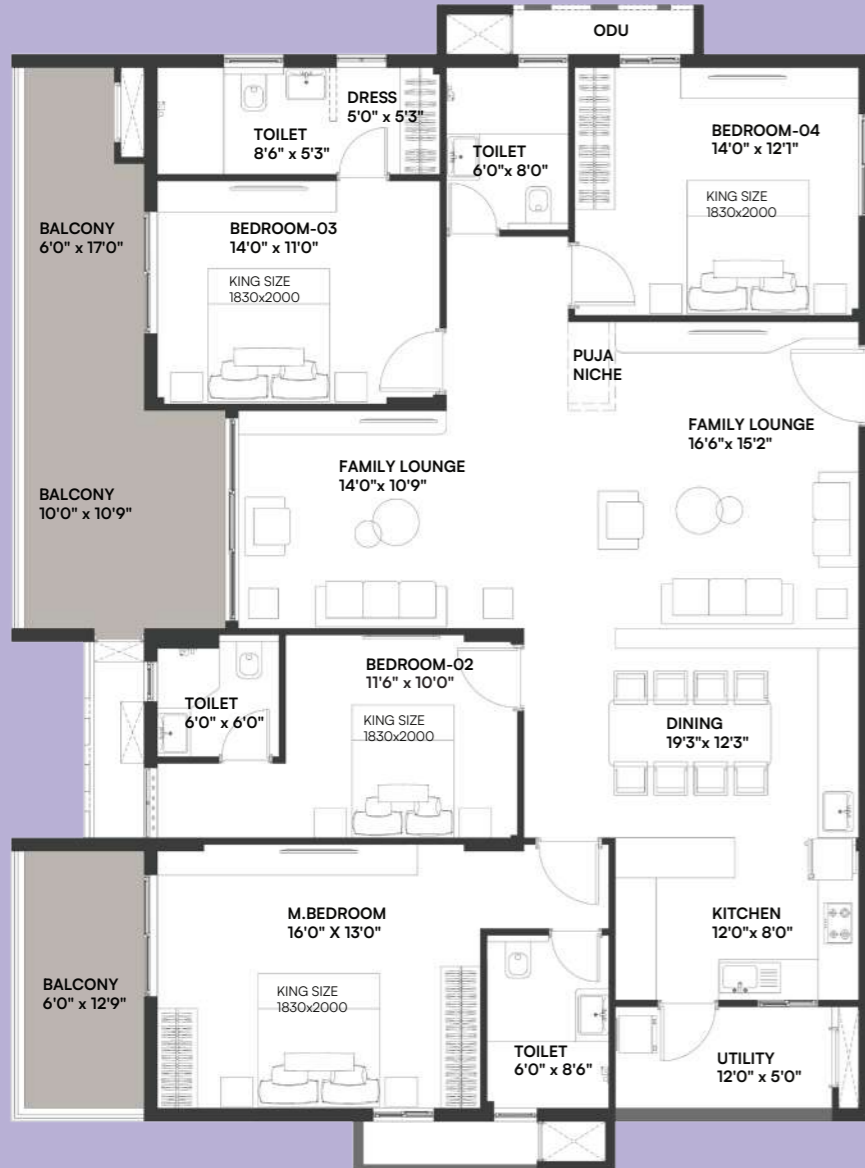 ODU
DRESS
5'0" x 5'3"
TOILET
8'6" x 5'3"
TOILET
6'0"x 8'0"
BEDROOM-04
14'0" x 12'1"
KING SIZE
1830x2000
BALCONY
6'0" x 17'0"
BEDROOM-03
14'0" x 11'0"
KING SIZE
1830x2000
PUJA
NICHE
FAMILY LOUNGE
16'6"x 15'2"
FAMILY LOUNGE
14'0"x 10'9"
BALCONY
10'0" x 10'9"
BEDROOM-02
11'6" x 10'0"
TOILET
6'0" x 6'0"
KING SIZE
1830x2000
DINING
19'3"x 12'3"
M.BEDROOM
16'0" X 13'0"
KITCHEN
12'0"x 8'0"
BALCONY
6'0" x 12'9"
KING SIZE
1830x2000
TOILET
6'0" x 8'6"
UTILITY
12'0" x 5'0"